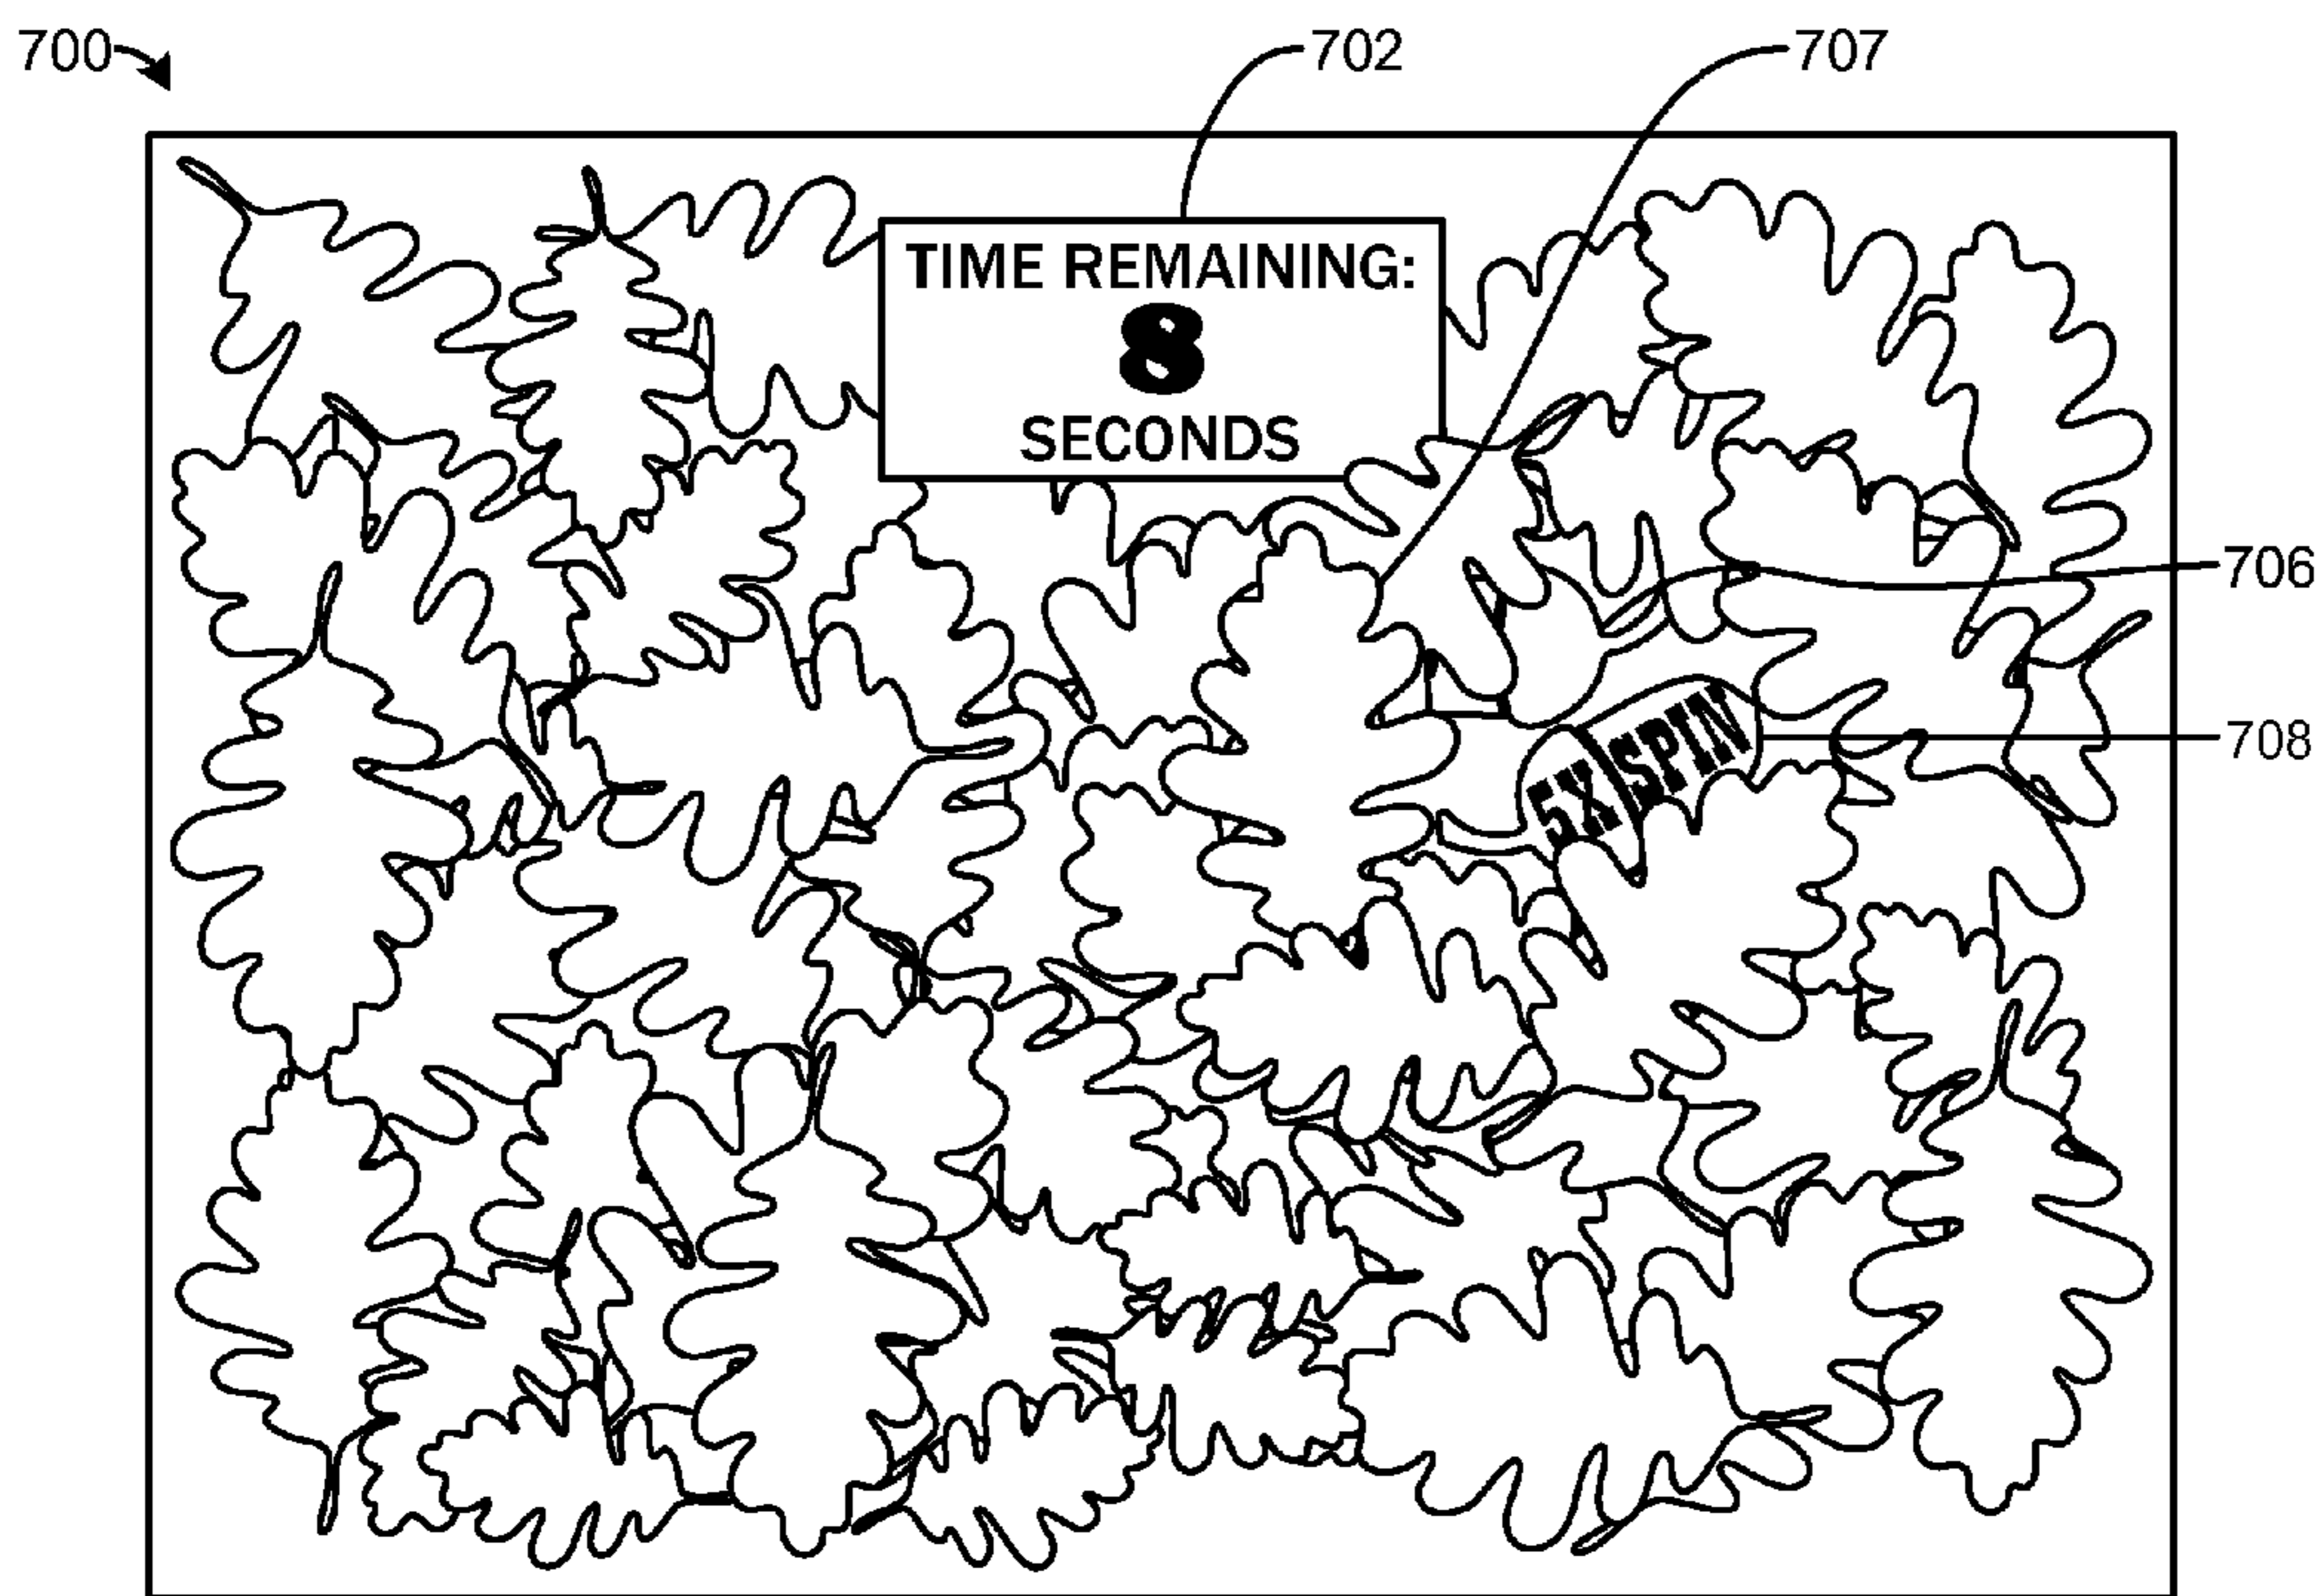 700
702
707
TIME REMAINING:
8
SECONDS
706
708
5X SPIN